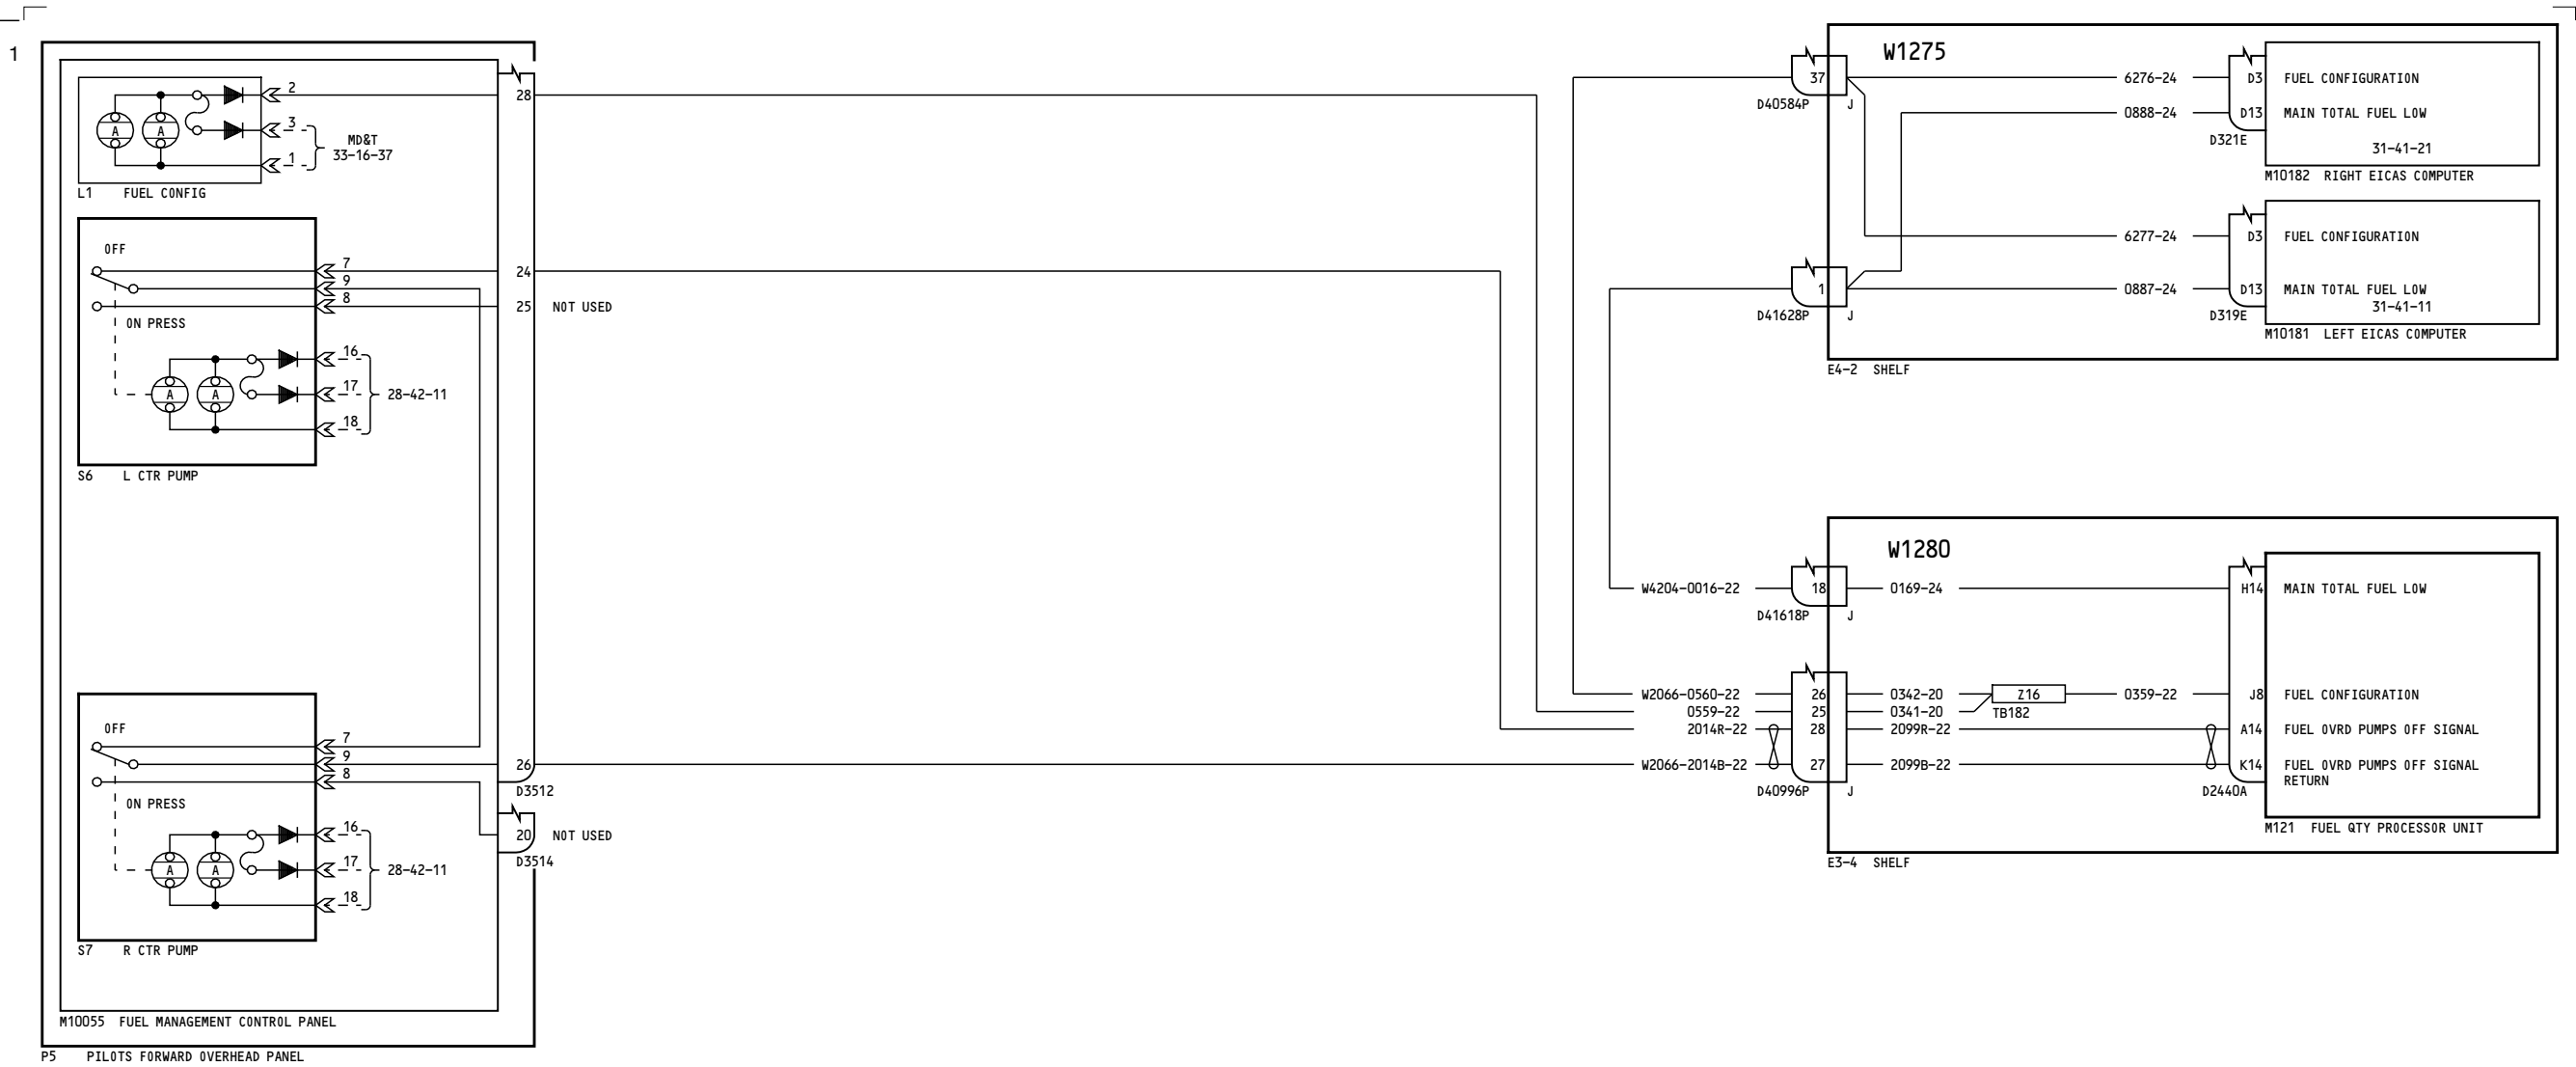 1
2
3
1
MD&T
33-16-37
A
A
L1 FUEL CONFIG
OFF
7
9
8
ON PRESS
16
17
18
28-42-11
A
A
S6 L CTR PUMP
OFF
7
9
8
ON PRESS
16
17
18
28-42-11
A
A
S7 R CTR PUMP
M10055 FUEL MANAGEMENT CONTROL PANEL
P5 PILOTS FORWARD OVERHEAD PANEL
28
24
25 NOT USED
26
D3512
20 NOT USED
D3514
W1275
37
D40584P J
6276-24
D3 FUEL CONFIGURATION
0888-24
D13 MAIN TOTAL FUEL LOW
D321E
31-41-21
M10182 RIGHT EICAS COMPUTER
6277-24
D3 FUEL CONFIGURATION
1
D41628P J
0887-24
D13 MAIN TOTAL FUEL LOW
31-41-11
D319E
M10181 LEFT EICAS COMPUTER
E4-2 SHELF
W1280
W4204-0016-22
18
D41618P J
0169-24
H14 MAIN TOTAL FUEL LOW
W2066-0560-22
26
0342-20
Z16
TB182
0359-22
J8 FUEL CONFIGURATION
0559-22
25
0341-20
2014R-22
28
2099R-22
A14 FUEL OVRD PUMPS OFF SIGNAL
W2066-2014B-22
27
2099B-22
K14 FUEL OVRD PUMPS OFF SIGNAL
RETURN
D40996P J
D2440A
M121 FUEL QTY PROCESSOR UNIT
E3-4 SHELF